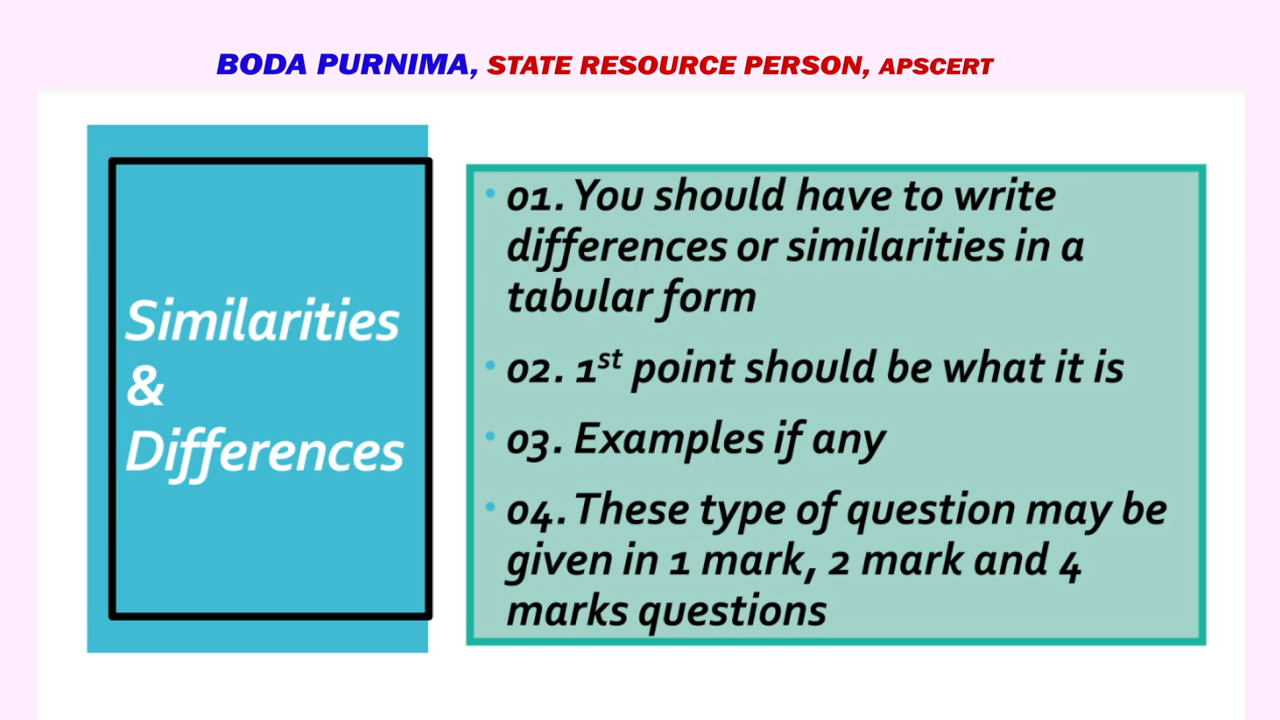 BODA PURNIMA, STATE RESOURCE PERSON, APSCERT
Similarities
&
Differences
• 01. You should have to write
differences or similarities in a
tabular form
• 02. 1st point should be what it is
• 03. Examples if any
• 04. These type of question may be
given in 1 mark, 2 mark and 4
marks questions